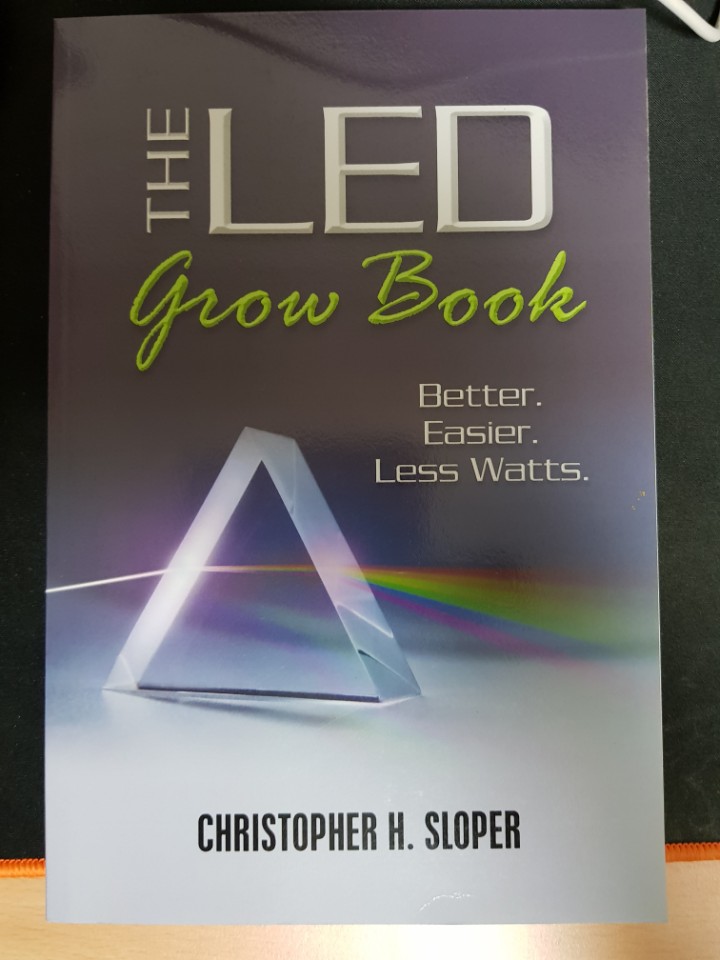 THE LED
Grow Book
Better.
Easier.
Less Watts.
CHRISTOPHER H. SLOPER